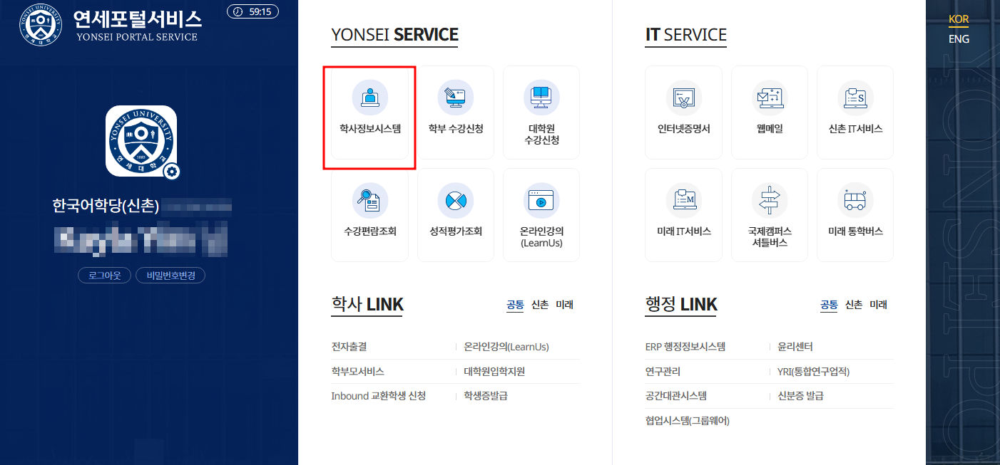 연세포털서비스
YONSEI PORTAL SERVICE
59:15
YONSEI UNIVERSITY
1885
연세대학교
한국어학당(신촌)
로그아웃
비밀번호변경
YONSEI SERVICE
학사정보시스템
학부 수강신청
대학원
수강신청
수강편람조회
성적평가조회
온라인강의
(LearnUs)
학사 LINK
공통 신촌 미래
전자출결
온라인강의(LearnUs)
학부모서비스
대학원입학지원
Inbound 교환학생 신청
학생증발급
IT SERVICE
인터넷증명서
웹메일
신촌 IT서비스
미래 IT서비스
국제캠퍼스
셔틀버스
미래 통학버스
행정 LINK
공통 신촌 미래
ERP 행정정보시스템
윤리센터
연구관리
YRI(통합연구업적)
공간대관시스템
신분증 발급
협업시스템(그룹웨어)
KOR
ENG
YONSEI PO